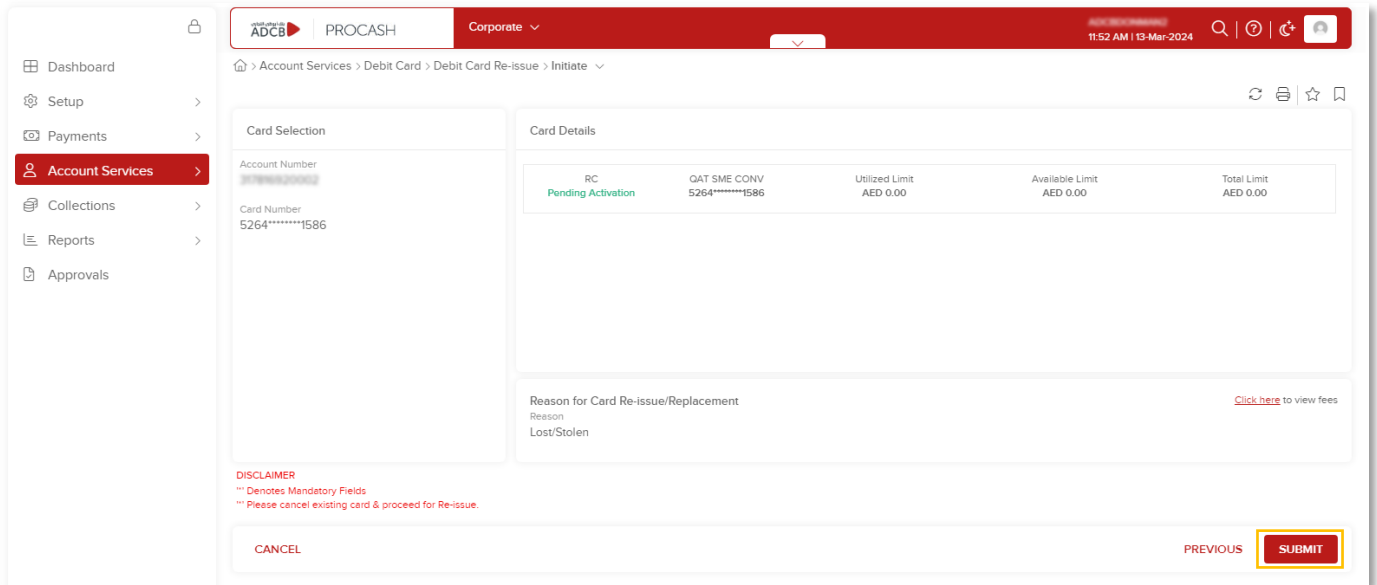 ADCB
PROCASH
Corporate
11:52 AM | 13-Mar-2024
Dashboard
Setup
Payments
Account Services
Collections
Reports
Approvals
> Account Services > Debit Card > Debit Card Re-issue > Initiate
Card Selection
Account Number
Card Number
5264********1586
Card Details
RC
Pending Activation
QAT SME CONV
5264********1586
Utilized Limit
AED 0.00
Available Limit
AED 0.00
Total Limit
AED 0.00
Reason for Card Re-issue/Replacement
Click here to view fees
Reason
Lost/Stolen
DISCLAIMER
"*" Denotes Mandatory Fields
"*" Please cancel existing card & proceed for Re-issue.
CANCEL
PREVIOUS
SUBMIT